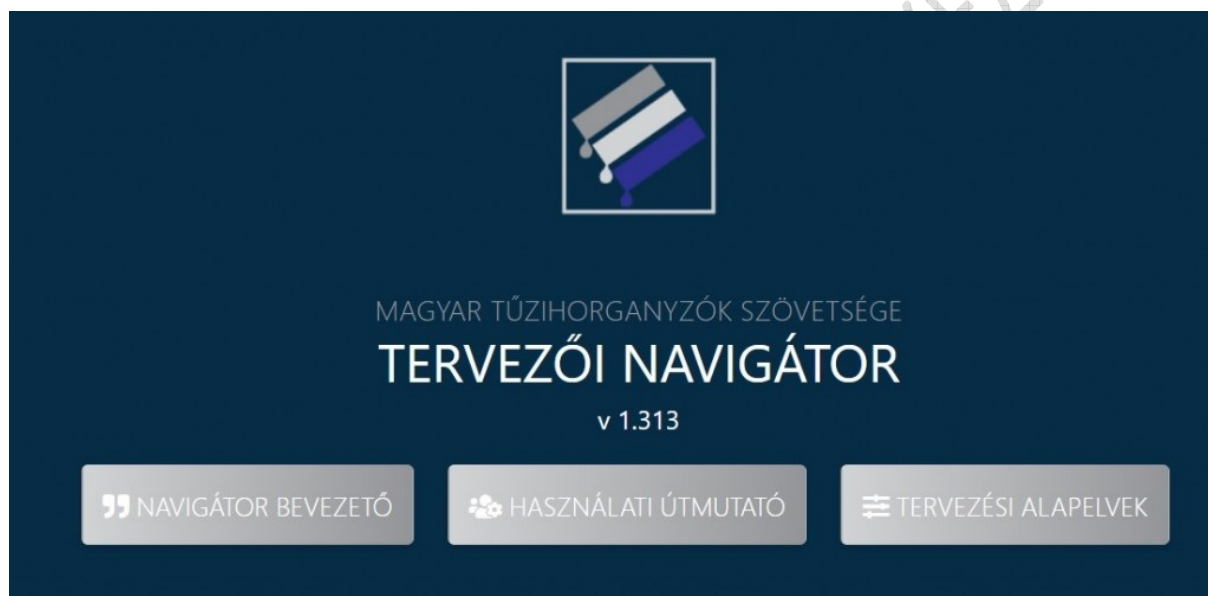 MAGYAR TŰZIHORGANYZÓK SZÖVETSÉGE
TERVEZŐI NAVIGÁTOR
v 1.313
NAVIGÁTOR BEVEZETŐ
HASZNÁLATI ÚTMUTATÓ
TERVEZÉSI ALAPELVEK